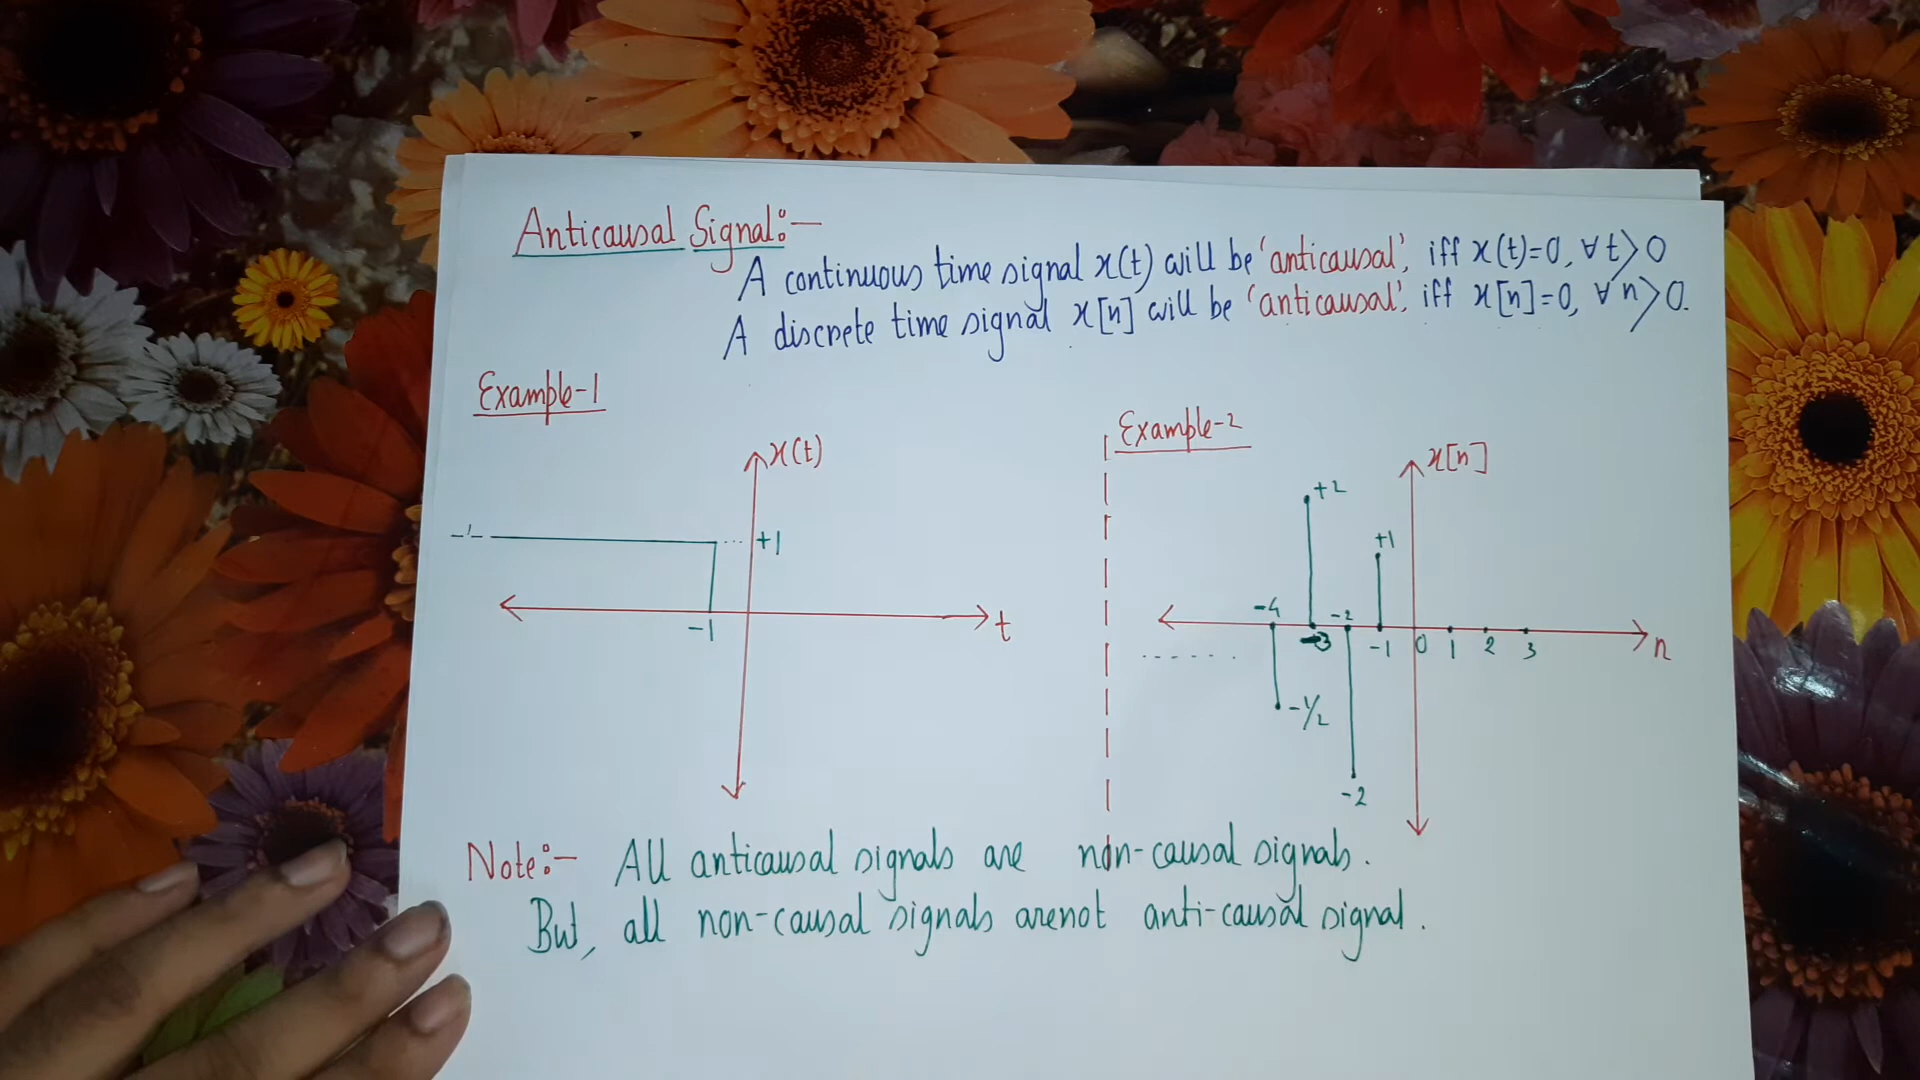 Anticausal Signal:-
A continuous time signal x(t) will be 'anticausal', iff x(t)=0, ∀ t>0
A discrete time signal x[n] will be 'anticausal', iff x[n]=0, ∀ n>0.
Example-1
x(t)
+1
-1
t
Example-2
x[n]
+2
+1
-4
-3
-2
-1 0 1 2 3
n
-1/2
-2
Note:- All anticausal signals are non-causal signals.
But, all non-causal signals arenot anti-causal signal.